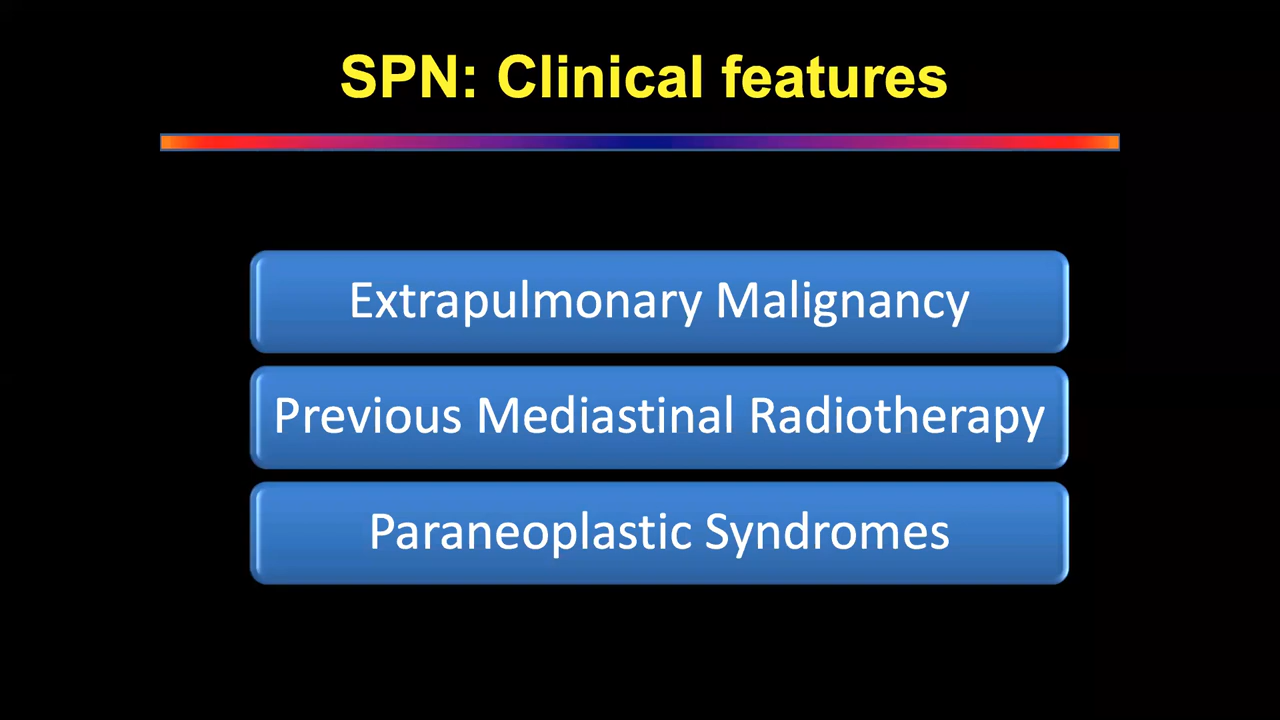 SPN: Clinical features
Extrapulmonary Malignancy
Previous Mediastinal Radiotherapy
Paraneoplastic Syndromes